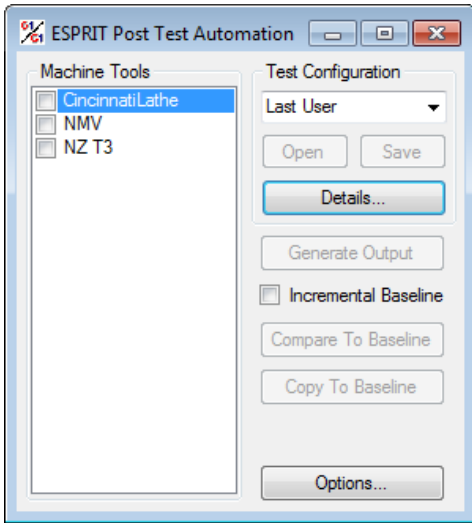 ESPRIT Post Test Automation
Machine Tools
CincinnatiLathe
NMV
NZ T3
Test Configuration
Last User
Open
Save
Details...
Generate Output
Incremental Baseline
Compare To Baseline
Copy To Baseline
Options...